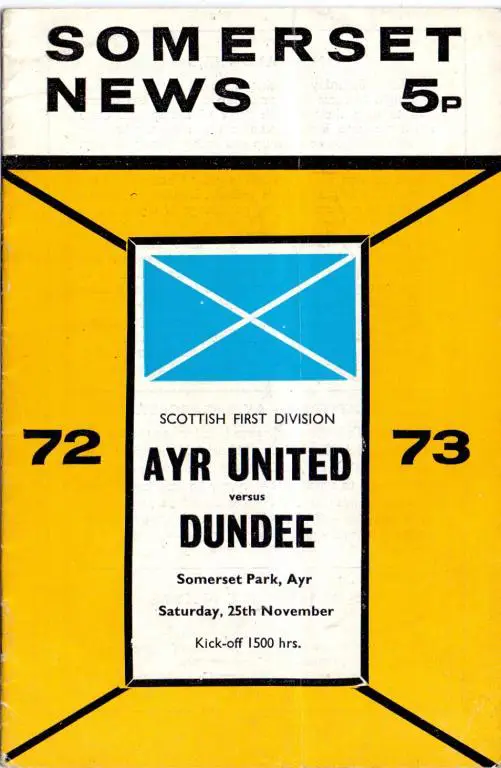 SOMERSET
NEWS 5P
SCOTTISH FIRST DIVISION
72 73
AYR UNITED
versus
DUNDEE
Somerset Park, Ayr
Saturday, 25th November
Kick-off 1500 hrs.